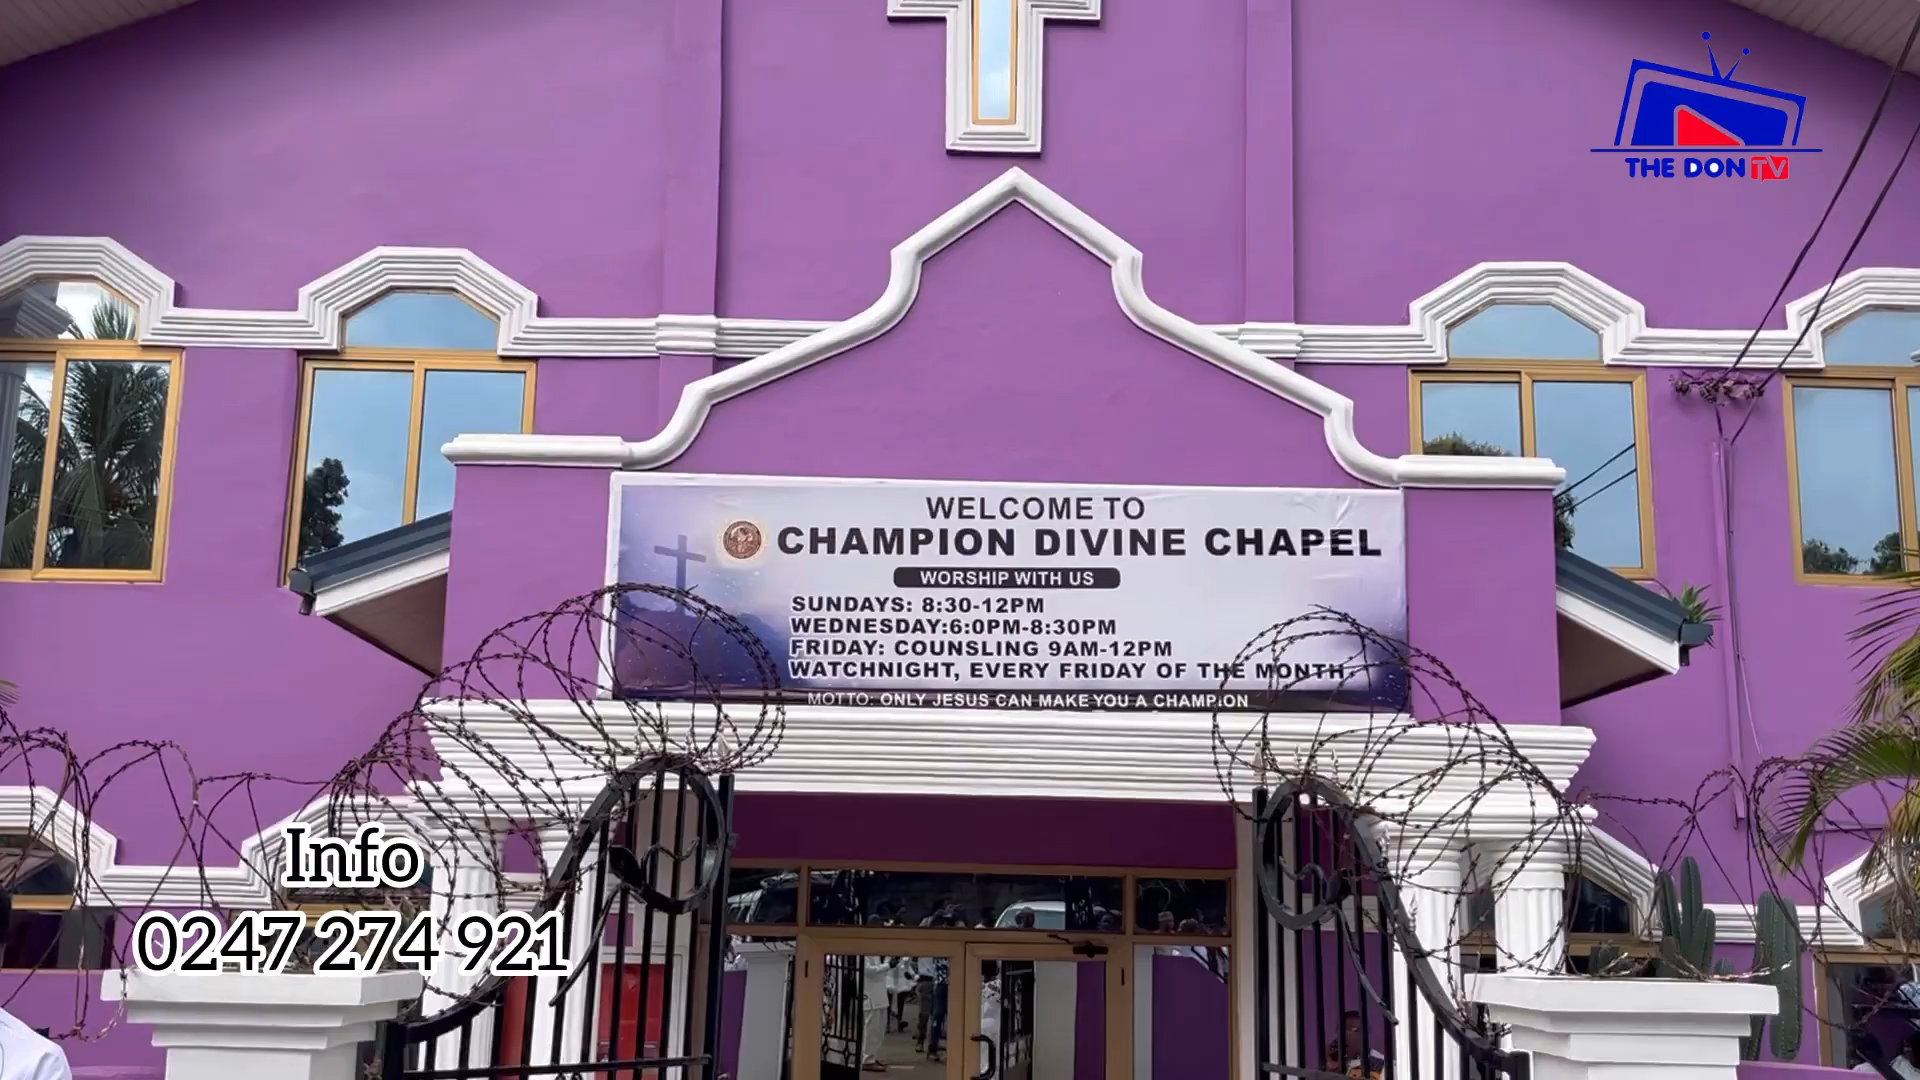 THE DON TV
WELCOME TO
CHAMPION DIVINE CHAPEL
WORSHIP WITH US
SUNDAYS: 8:30-12PM
WEDNESDAY:6:0PM-8:30PM
FRIDAY: COUNSLING 9AM-12PM
WATCHNIGHT, EVERY FRIDAY OF THE MONTH.
MOTTO: ONLY JESUS CAN MAKE YOU A CHAMPION
Info
0247 274 921